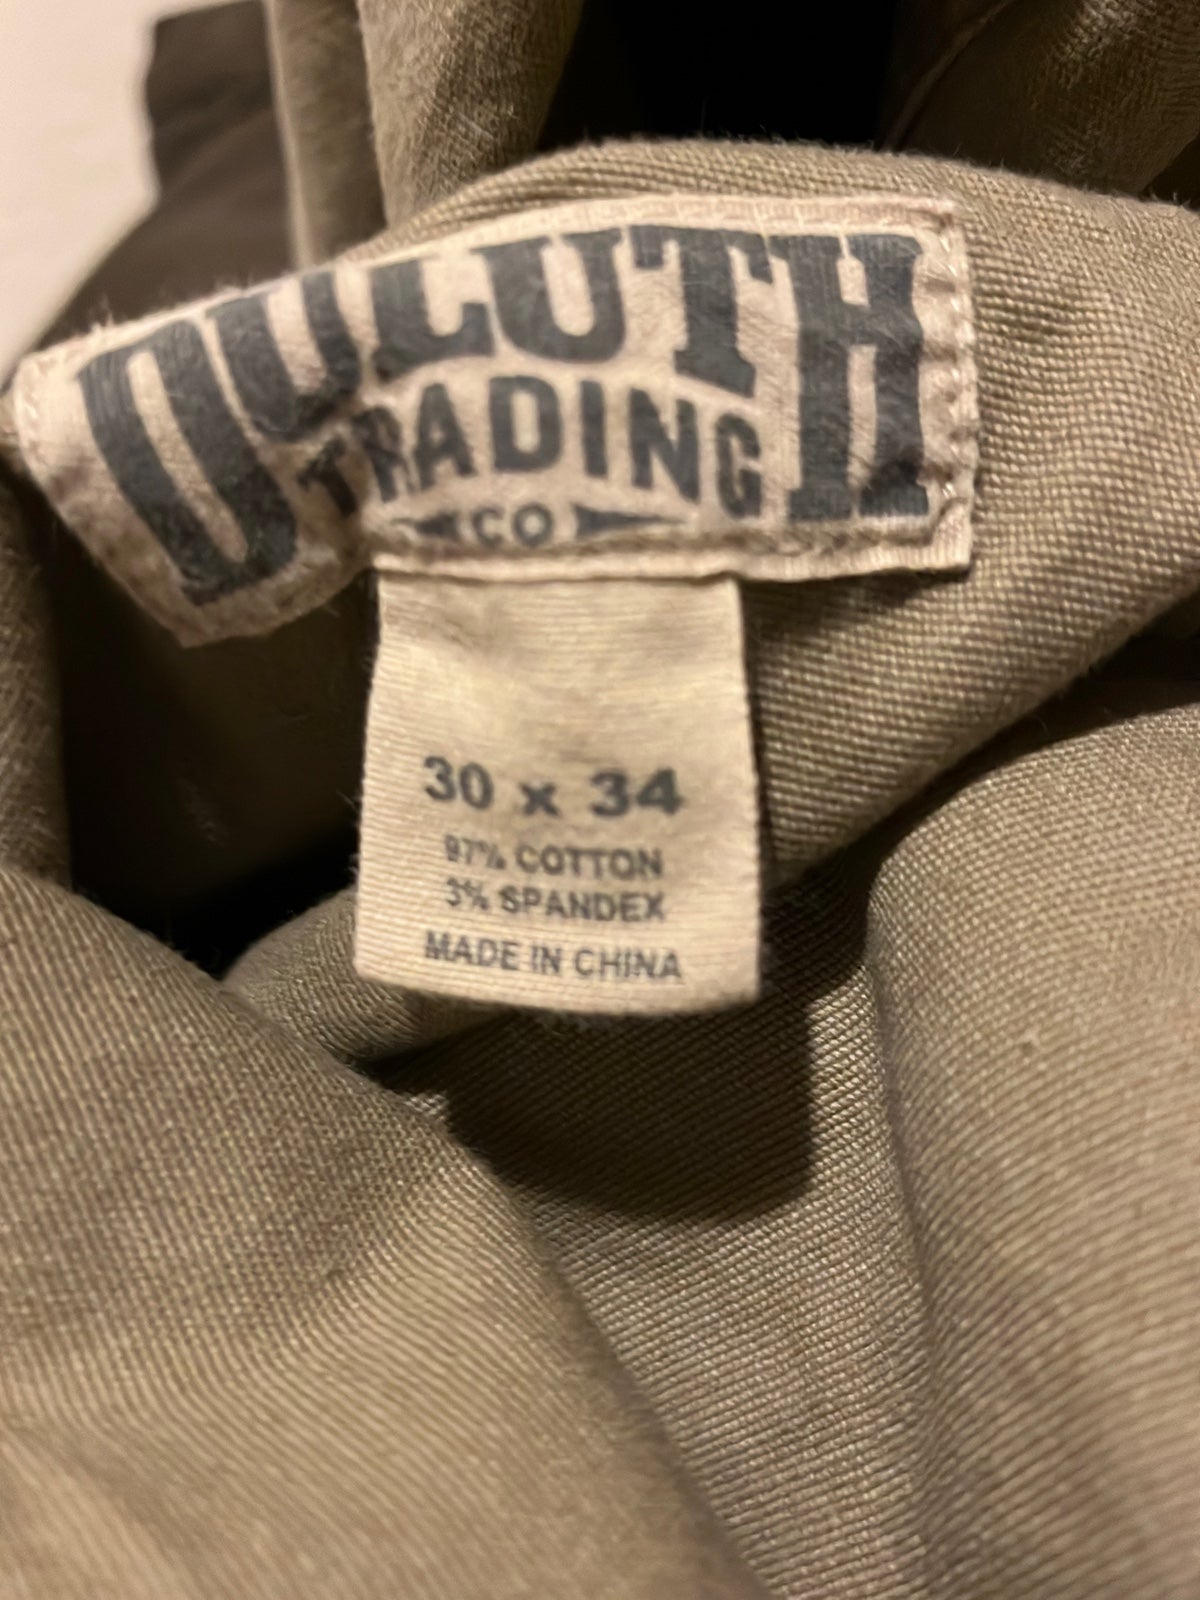 DULUTH
TRADING
CO
30 x 34
97% COTTON
3% SPANDEX
MADE IN CHINA